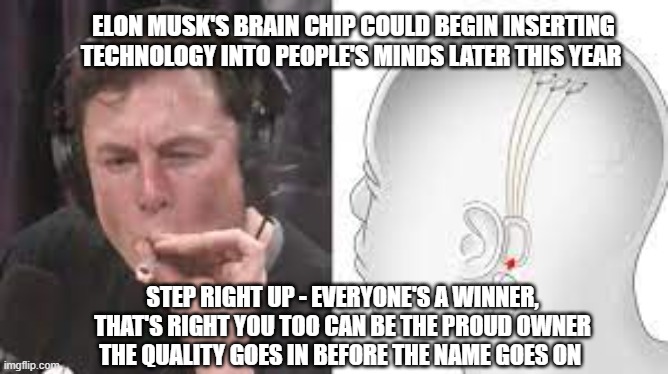 ELON MUSK'S BRAIN CHIP COULD BEGIN INSERTING
TECHNOLOGY INTO PEOPLE'S MINDS LATER THIS YEAR
STEP RIGHT UP - EVERYONE'S A WINNER,
THAT'S RIGHT YOU TOO CAN BE THE PROUD OWNER
THE QUALITY GOES IN BEFORE THE NAME GOES ON
imgflip.com